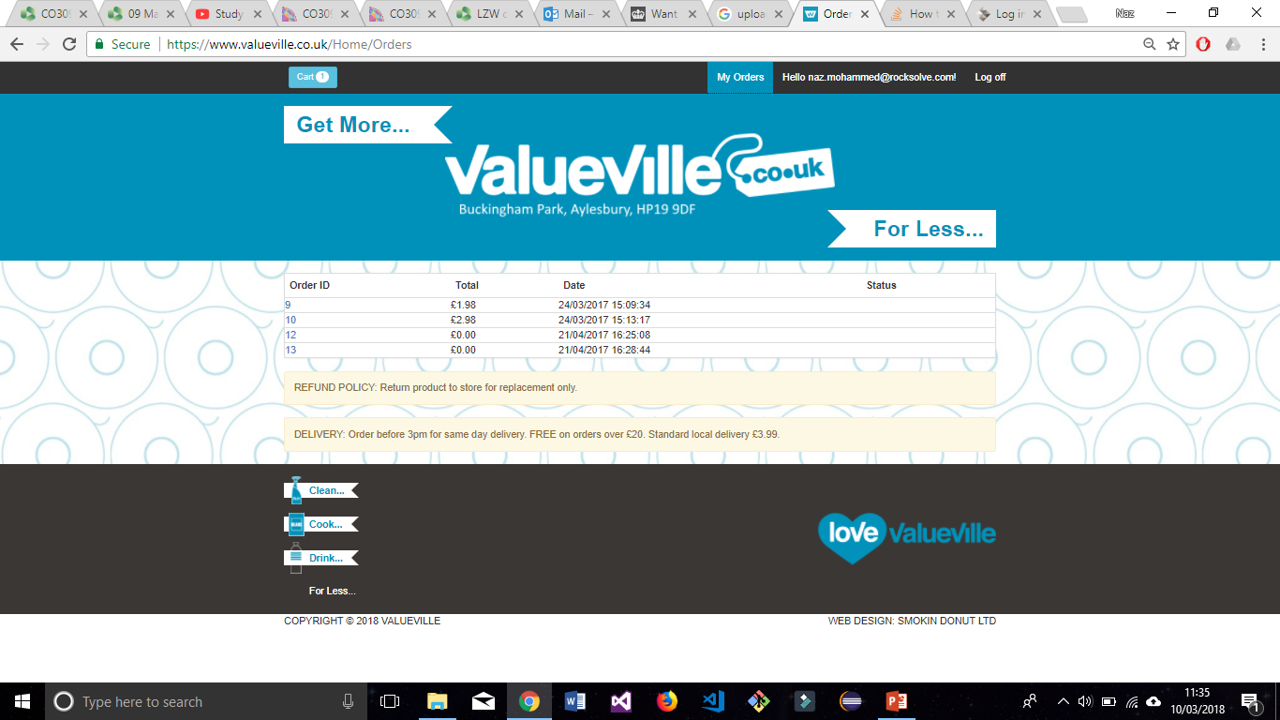 CO309
09 Ma
Study
CO309
CO309
LZW c
Mail –
Want
uploa
Order
How t
Log in
Naz
Secure https://www.valueville.co.uk/Home/Orders
Cart 1
My Orders
Hello naz.mohammed@rocksolve.com!
Log off
Get More...
ValueVille.co.uk
Buckingham Park, Aylesbury, HP19 9DF
For Less...
Order ID Total Date Status
9 £1.98 24/03/2017 15:09:34
10 £2.98 24/03/2017 15:13:17
12 £0.00 21/04/2017 16:25:08
13 £0.00 21/04/2017 16:28:44
REFUND POLICY: Return product to store for replacement only.
DELIVERY: Order before 3pm for same day delivery. FREE on orders over £20. Standard local delivery £3.99.
Clean...
Cook...
Drink...
For Less...
love ValueVille
COPYRIGHT © 2018 VALUEVILLE
WEB DESIGN: SMOKIN DONUT LTD
Type here to search
11:35
10/03/2018
1